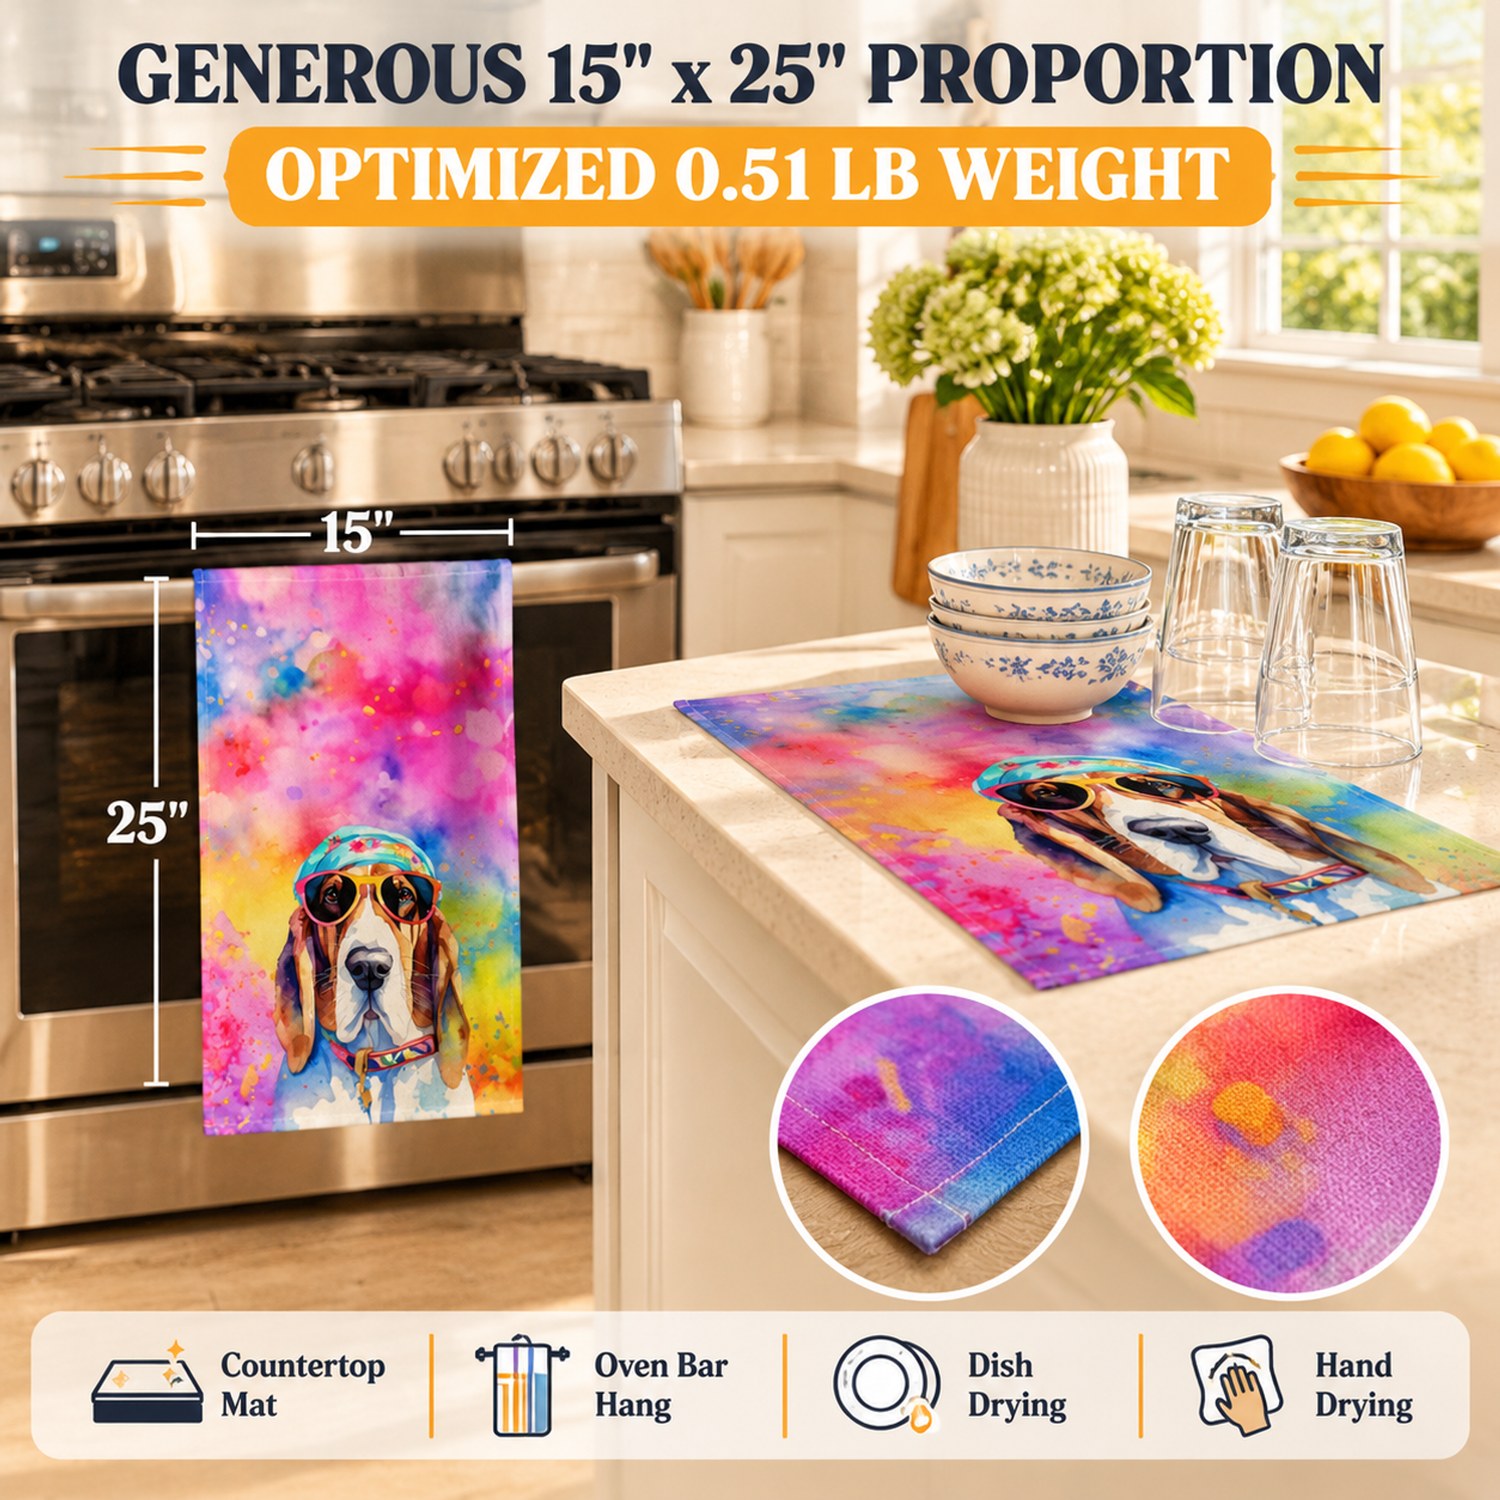 GENEROUS 15" x 25" PROPORTION
OPTIMIZED 0.51 LB WEIGHT
15"
25"
Countertop
Mat
Oven Bar
Hang
Dish
Drying
Hand
Drying